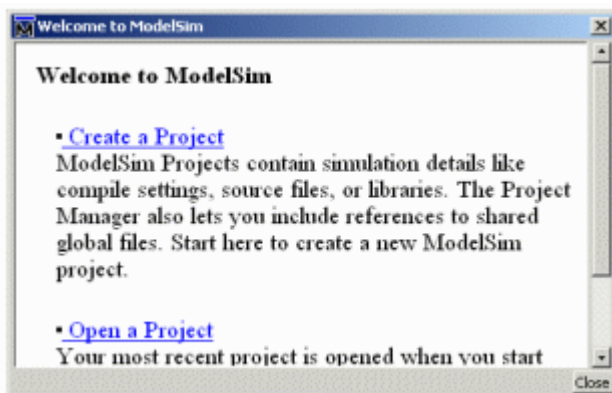 Welcome to ModelSim
Welcome to ModelSim
Create a Project
ModelSim Projects contain simulation details like
compile settings, source files, or libraries. The Project
Manager also lets you include references to shared
global files. Start here to create a new ModelSim
project.
Open a Project
Your most recent project is opened when you start
Close